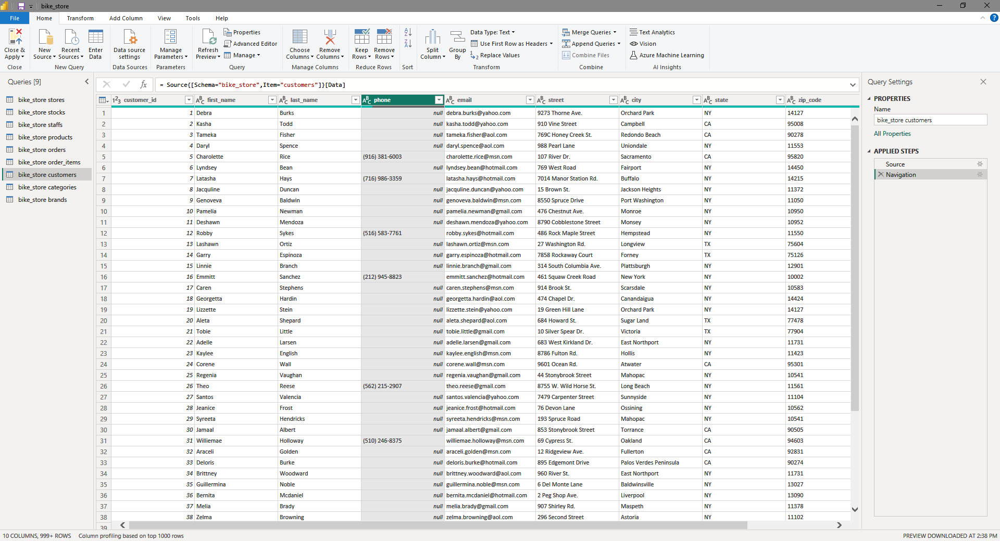 bike_store
File Home Transform Add Column View Tools Help
Close & Apply
New Source
Recent Sources
Enter Data
Data source settings
Manage Parameters
Refresh Preview
Properties
Advanced Editor
Manage
Choose Columns
Remove Columns
Keep Rows
Remove Rows
Split Column
Group By
Data Type: Text
Use First Row as Headers
Replace Values
Merge Queries
Append Queries
Combine Files
Text Analytics
Vision
Azure Machine Learning
Close New Query Data Sources Parameters Query Manage Columns Reduce Rows Sort Transform Combine AI Insights
Queries [9]
bike_store stores
bike_store stocks
bike_store staffs
bike_store products
bike_store orders
bike_store order_items
bike_store customers
bike_store categories
bike_store brands
fx = Source{[Schema="bike_store",Item="customers"]}[Data]
customer_id first_name last_name phone email street city state zip_code
1 1 Debra Burks null debra.burks@yahoo.com 9273 Thorne Ave. Orchard Park NY 14127
2 2 Kasha Todd null kasha.todd@yahoo.com 910 Vine Street Campbell CA 95008
3 3 Tameka Fisher null tameka.fisher@aol.com 769C Honey Creek St. Redondo Beach CA 90278
4 4 Daryl Spence null daryl.spence@aol.com 988 Pearl Lane Uniondale NY 11553
5 5 Charolette Rice (916) 381-6003 charolette.rice@msn.com 107 River Dr. Sacramento CA 95820
6 6 Lyndsey Bean null lyndsey.bean@hotmail.com 769 West Road Fairport NY 14450
7 7 Latasha Hays (716) 986-3359 latasha.hays@hotmail.com 7014 Manor Station Rd. Buffalo NY 14215
8 8 Jacquline Duncan null jacquline.duncan@yahoo.com 15 Brown St. Jackson Heights NY 11372
9 9 Genoveva Baldwin null genoveva.baldwin@msn.com 8550 Spruce Drive Port Washington NY 11050
10 10 Pamelia Newman null pamelia.newman@gmail.com 476 Chestnut Ave. Monroe NY 10950
11 11 Deshawn Mendoza null deshawn.mendoza@yahoo.com 8790 Cobblestone Street Monsey NY 10952
12 12 Robby Sykes (516) 583-7761 robby.sykes@hotmail.com 486 Rock Maple Street Hempstead NY 11550
13 13 Lashawn Ortiz null lashawn.ortiz@msn.com 27 Washington Rd. Longview TX 75604
14 14 Garry Espinoza null garry.espinoza@hotmail.com 7858 Rockaway Court Forney TX 75126
15 15 Linnie Branch null linnie.branch@gmail.com 314 South Columbia Ave. Plattsburgh NY 12901
16 16 Emmitt Sanchez (212) 945-8823 emmitt.sanchez@hotmail.com 461 Squaw Creek Road New York NY 10002
17 17 Caren Stephens null caren.stephens@msn.com 914 Brook St. Scarsdale NY 10583
18 18 Georgetta Hardin null georgetta.hardin@aol.com 474 Chapel Dr. Canandaigua NY 14424
19 19 Lizzette Stein null lizzette.stein@yahoo.com 19 Green Hill Lane Orchard Park NY 14127
20 20 Aleta Shepard null aleta.shepard@aol.com 684 Howard St. Sugar Land TX 77478
21 21 Tobie Little null tobie.little@gmail.com 10 Silver Spear Dr. Victoria TX 77904
22 22 Adelle Larsen null adelle.larsen@gmail.com 683 West Kirkland Dr. East Northport NY 11731
23 23 Kaylee English null kaylee.english@msn.com 8786 Fulton Rd. Hollis NY 11423
24 24 Corene Wall null corene.wall@msn.com 9601 Ocean Rd. Atwater CA 95301
25 25 Regenia Vaughan null regenia.vaughan@gmail.com 44 Stonybrook Street Mahopac NY 10541
26 26 Theo Reese (562) 215-2907 theo.reese@gmail.com 8755 W. Wild Horse St. Long Beach NY 11561
27 27 Santos Valencia null santos.valencia@yahoo.com 7479 Carpenter Street Sunnyside NY 11104
28 28 Jeanice Frost null jeanice.frost@hotmail.com 76 Devon Lane Ossining NY 10562
29 29 Syreeta Hendricks null syreeta.hendricks@msn.com 193 Spruce Road Mahopac NY 10541
30 30 Jamaal Albert null jamaal.albert@gmail.com 853 Stonybrook Street Torrance CA 90505
31 31 Williemae Holloway (510) 246-8375 williemae.holloway@msn.com 69 Cypress St. Oakland CA 94603
32 32 Araceli Golden null araceli.golden@msn.com 12 Ridgeview Ave. Fullerton CA 92831
33 33 Deloris Burke null deloris.burke@hotmail.com 895 Edgemont Drive Palos Verdes Peninsula CA 90274
34 34 Brittney Woodward null brittney.woodward@aol.com 960 River St. East Northport NY 11731
35 35 Guillermina Noble null guillermina.noble@msn.com 6 Del Monte Lane Baldwinsville NY 13027
36 36 Bernita Mcdaniel null bernita.mcdaniel@hotmail.com 2 Peg Shop Ave. Liverpool NY 13090
37 37 Melia Brady null melia.brady@gmail.com 907 Shirley Rd. Maspeth NY 11378
38 38 Zelma Browning null zelma.browning@aol.com 296 Second Street Astoria NY 11102
39
Query Settings
PROPERTIES
Name
bike_store customers
All Properties
APPLIED STEPS
Source
Navigation
10 COLUMNS, 999+ ROWS Column profiling based on top 1000 rows
PREVIEW DOWNLOADED AT 2:38 PM